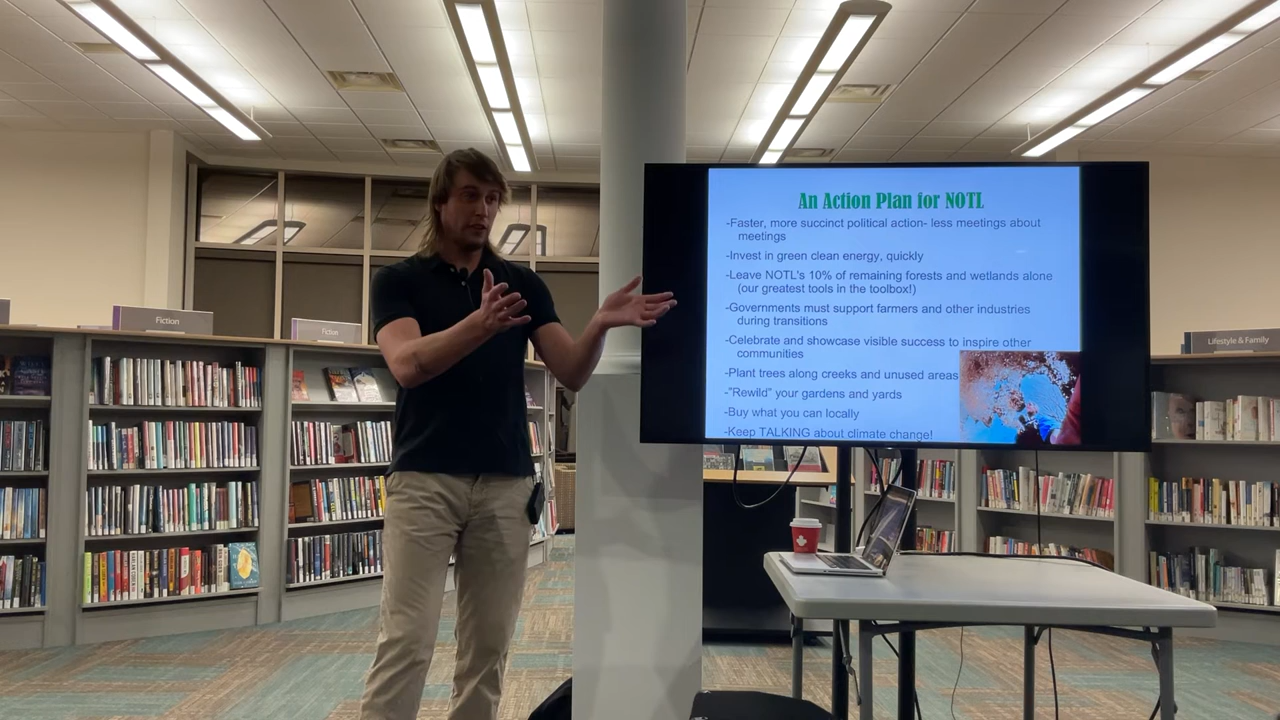 An Action Plan for NOTL
-Faster, more succinct political action- less meetings about
meetings
-Invest in green clean energy, quickly
-Leave NOTL's 10% of remaining forests and wetlands alone
(our greatest tools in the toolbox!)
-Governments must support farmers and other industries
during transitions
-Celebrate and showcase visible success to inspire other
communities
-Plant trees along creeks and unused areas
-"Rewild" your gardens and yards
-Buy what you can locally
-Keep TALKING about climate change!
Fiction
Fiction
Lifestyle & Family